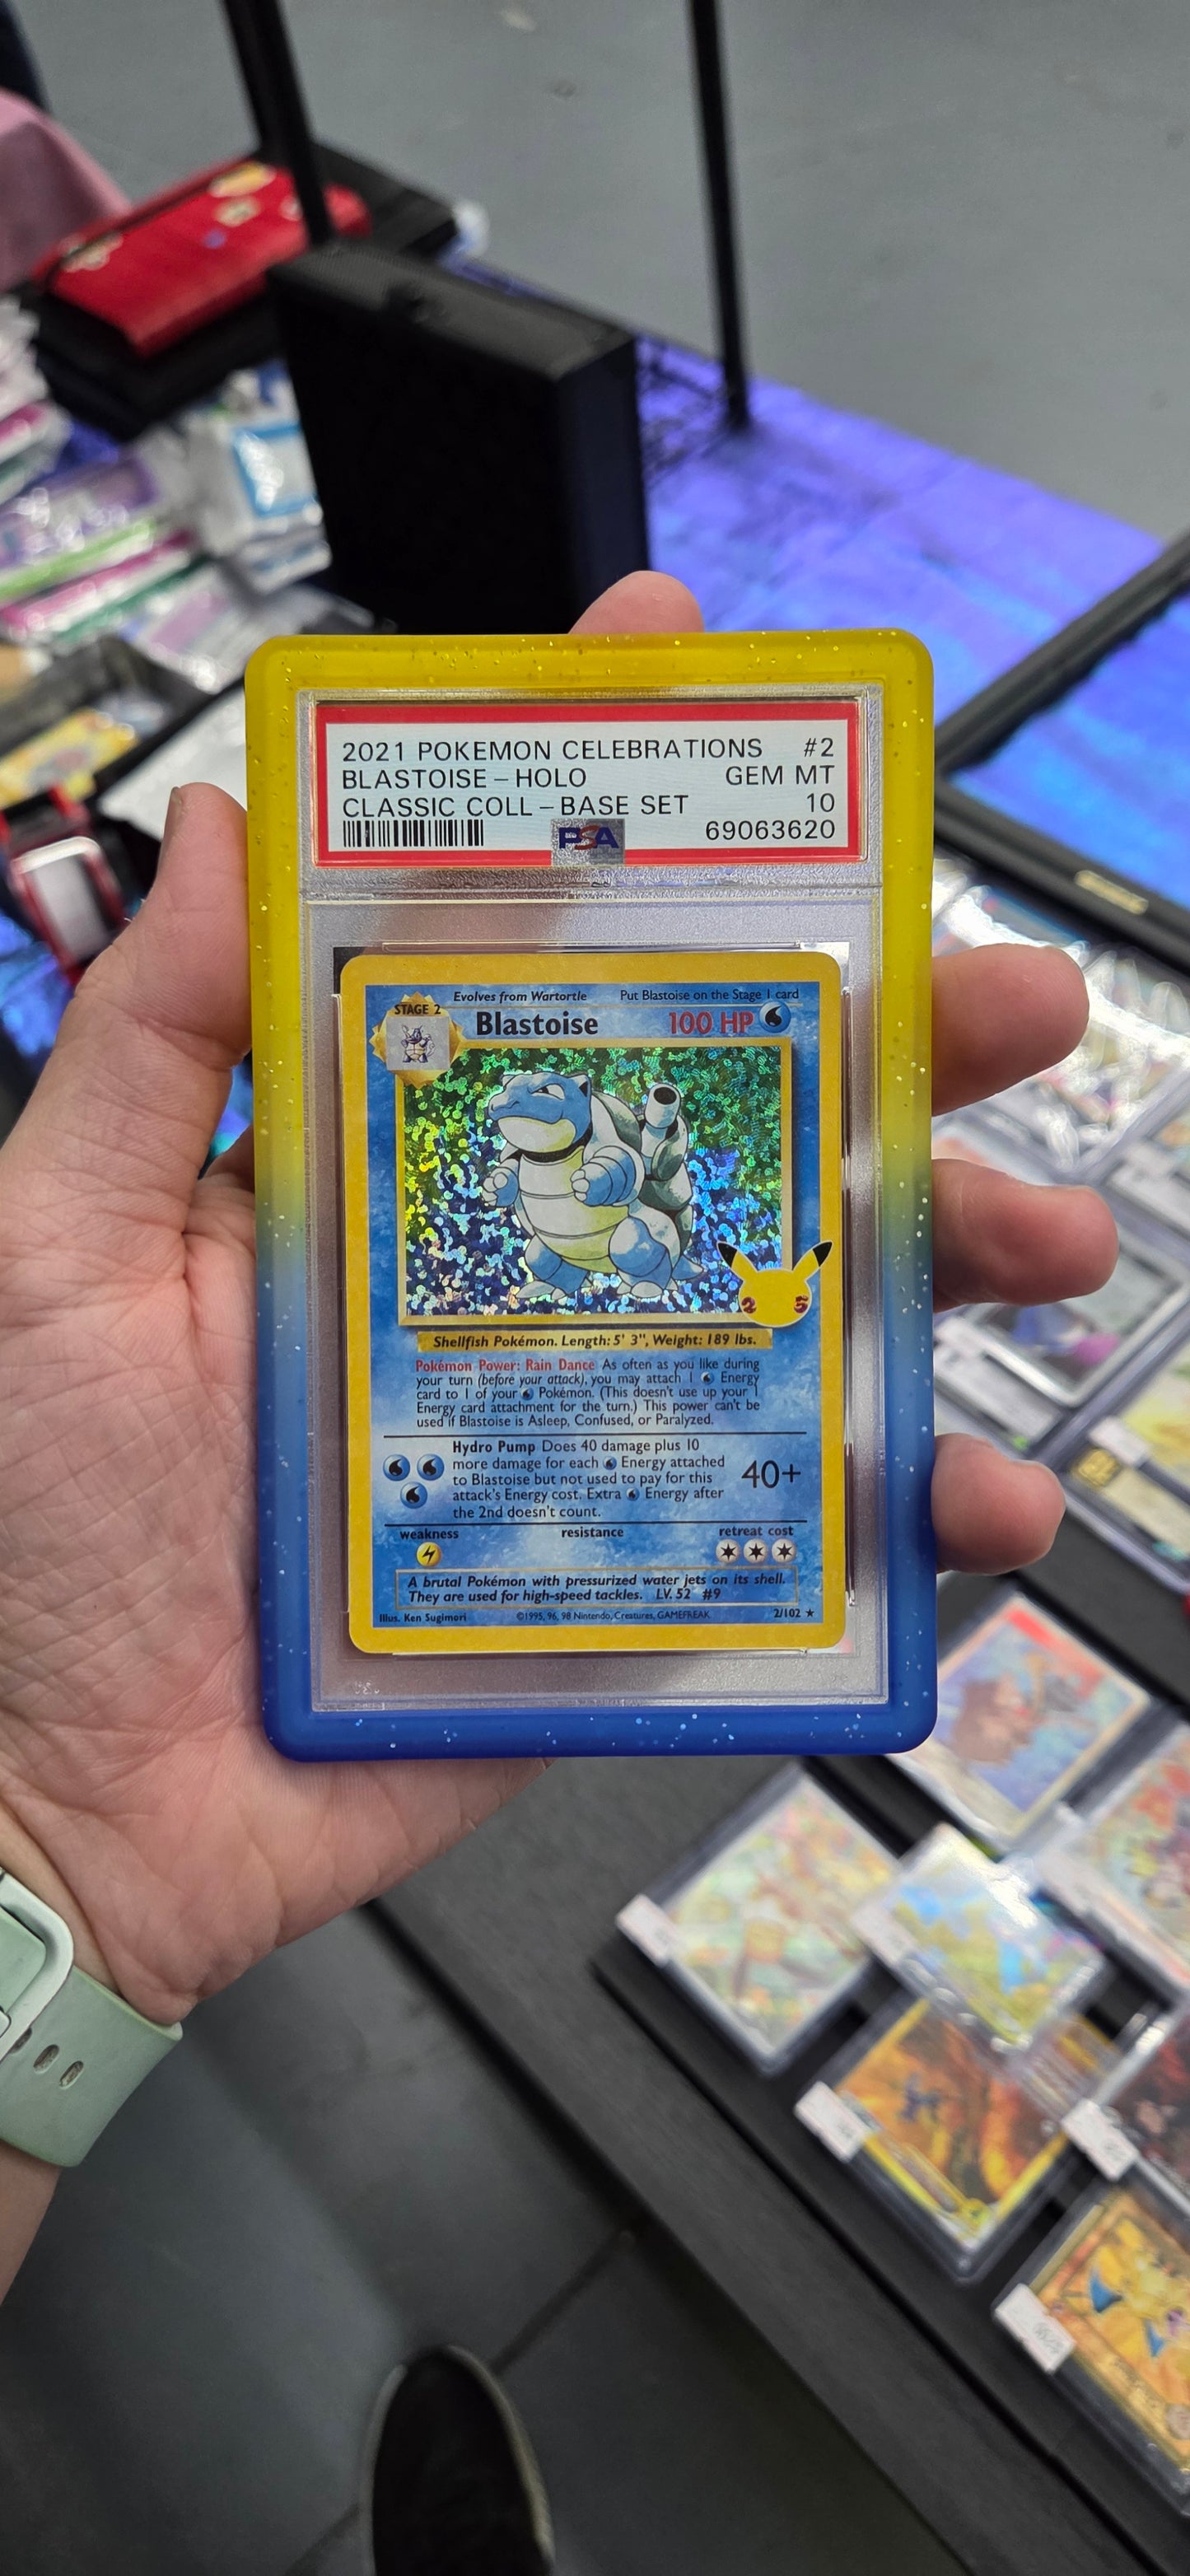 2021 POKEMON CELEBRATIONS #2
BLASTOISE – HOLO GEM MT
CLASSIC COLL – BASE SET 10
PSA 69063620
Evolves from Wartortle Put Blastoise on the Stage 1 card
STAGE 2
Blastoise 100 HP
25
Shellfish Pokémon. Length: 5' 3", Weight: 189 lbs.
Pokémon Power: Rain Dance As often as you like during
your turn (before your attack), you may attach 1 Energy
card to 1 of your Pokémon. (This doesn't use up your 1
Energy card attachment for the turn.) This power can't be
used if Blastoise is Asleep, Confused, or Paralyzed.
Hydro Pump Does 40 damage plus 10
more damage for each Energy attached
to Blastoise but not used to pay for this
attack's Energy cost. Extra Energy after
the 2nd doesn't count.
40+
weakness resistance retreat cost
A brutal Pokémon with pressurized water jets on its shell.
They are used for high-speed tackles. LV. 52 #9
Illus. Ken Sugimori ©1995, 96, 98 Nintendo, Creatures, GAMEFREAK 2/102 ★